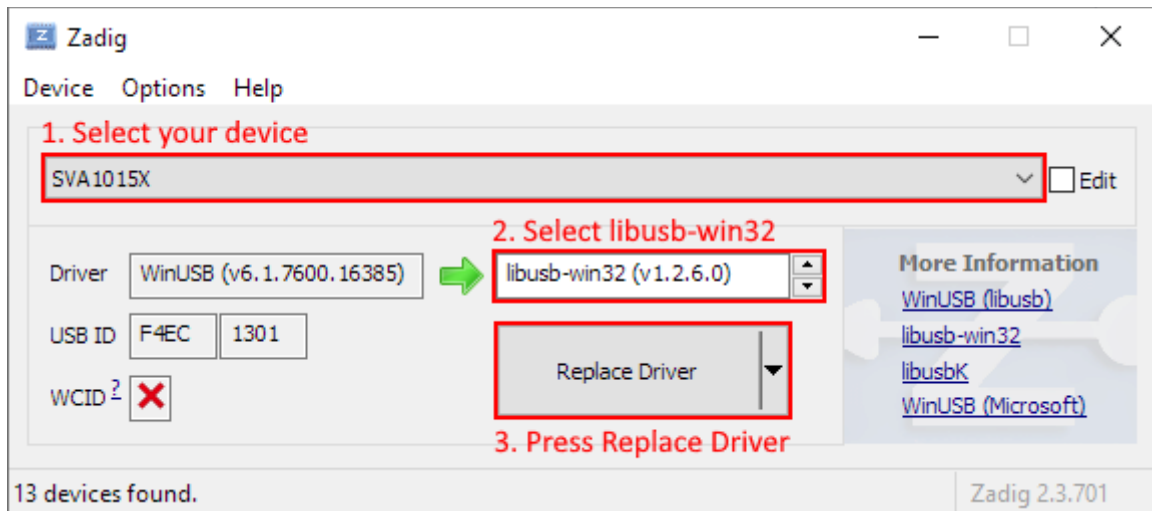 Zadig
Device Options Help
1. Select your device
SVA1015X
Edit
2. Select libusb-win32
Driver WinUSB (v6.1.7600.16385) libusb-win32 (v1.2.6.0)
USB ID F4EC 1301
WCID ?
Replace Driver
3. Press Replace Driver
More Information
WinUSB (libusb)
libusb-win32
libusbK
WinUSB (Microsoft)
13 devices found.
Zadig 2.3.701